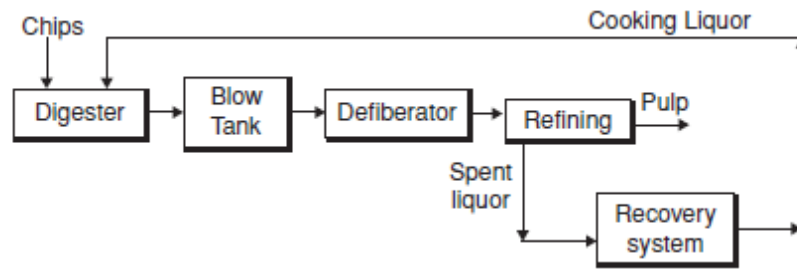 Cooking Liquor
Chips
Digester
Blow
Tank
Defiberator
Refining
Pulp
Spent
liquor
Recovery
system